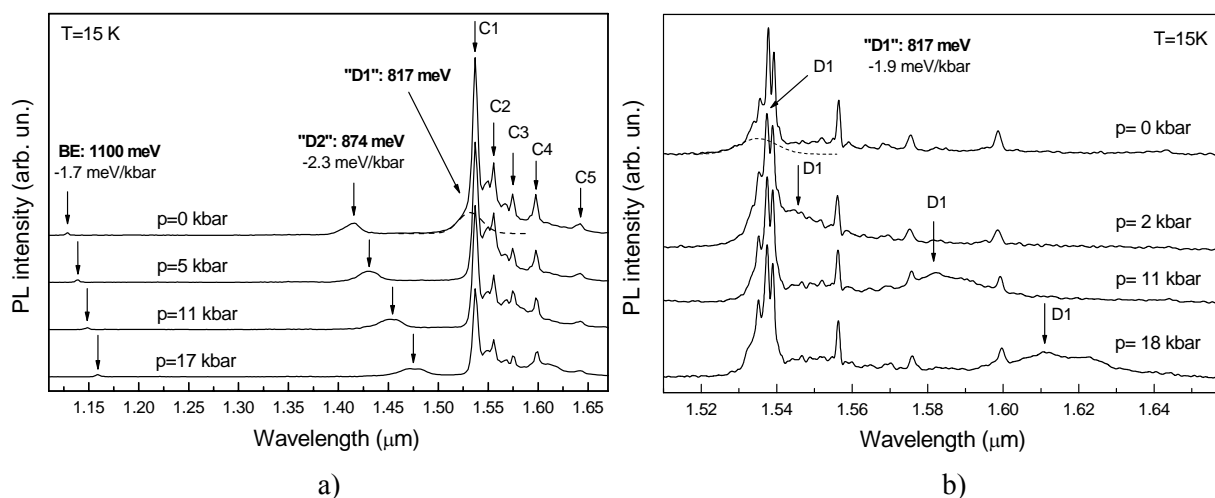 T=15 K
C1
"D1": 817 meV
C2
"D2": 874 meV
-2.3 meV/kbar
C3
C4
BE: 1100 meV
-1.7 meV/kbar
C5
p=0 kbar
p=5 kbar
p=11 kbar
p=17 kbar
PL intensity (arb. un.)
1.15 1.20 1.25 1.30 1.35 1.40 1.45 1.50 1.55 1.60 1.65
Wavelength (μm)
a)
T=15K
"D1": 817 meV
-1.9 meV/kbar
D1
p= 0 kbar
D1
p= 2 kbar
D1
p= 11 kbar
D1
p= 18 kbar
PL intensity (arb. un.)
1.52 1.54 1.56 1.58 1.60 1.62 1.64
Wavelength (μm)
b)